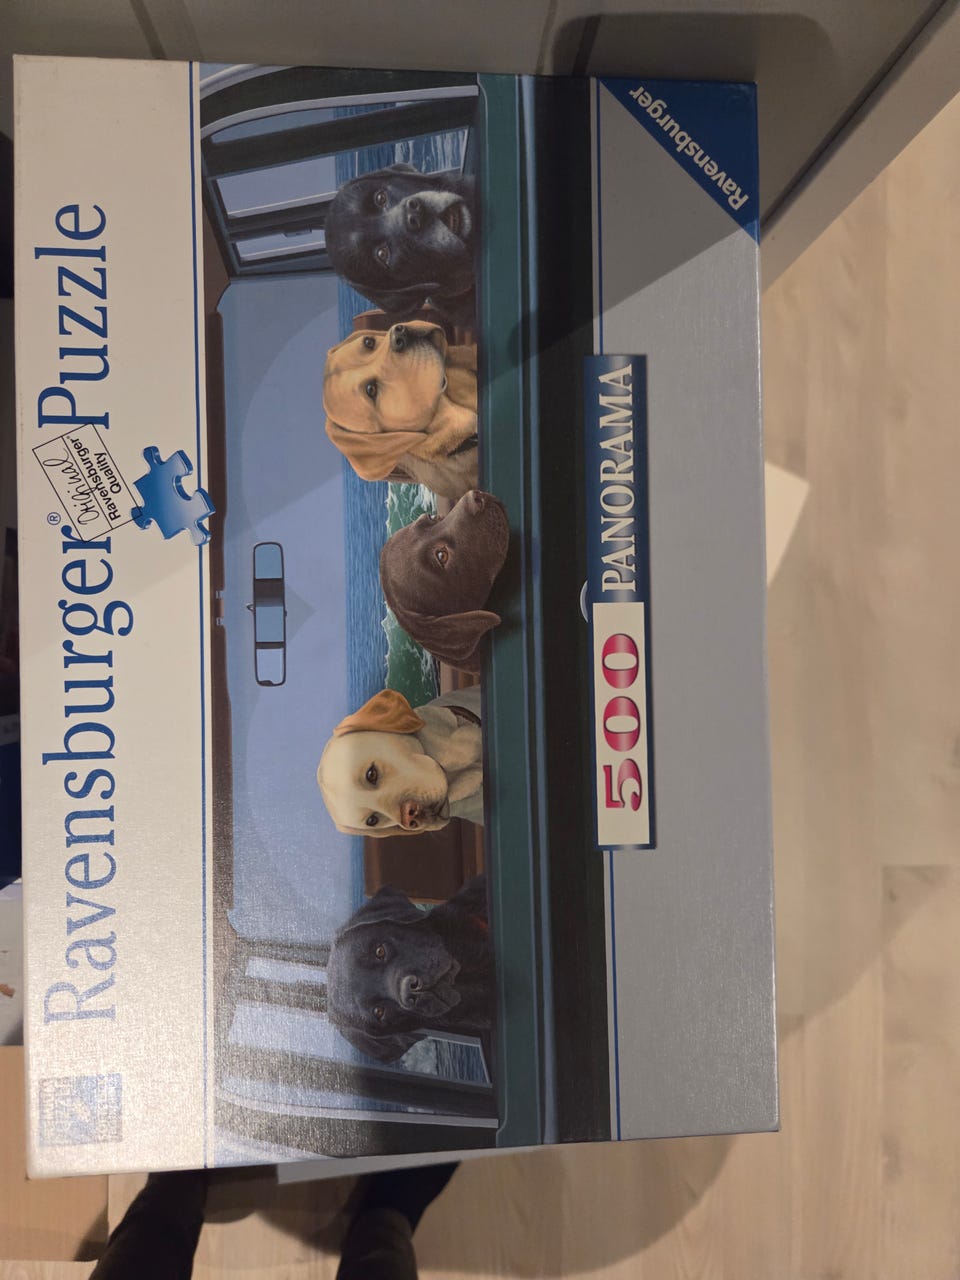 Ravensburger® Puzzle
Original
Ravensburger®
Quality
500 PANORAMA
Ravensburger